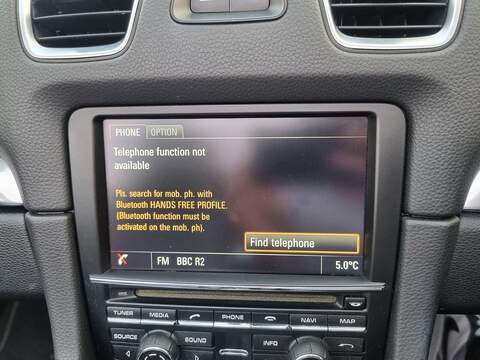 PHONE OPTION
Telephone function not
available
Pls. search for mob. ph. with
Bluetooth HANDS FREE PROFILE.
(Bluetooth function must be
activated on the mob. ph).
Find telephone
FM BBC R2 5.0°C
TUNER MEDIA PHONE NAVI MAP
SOURCE SOUND INFO